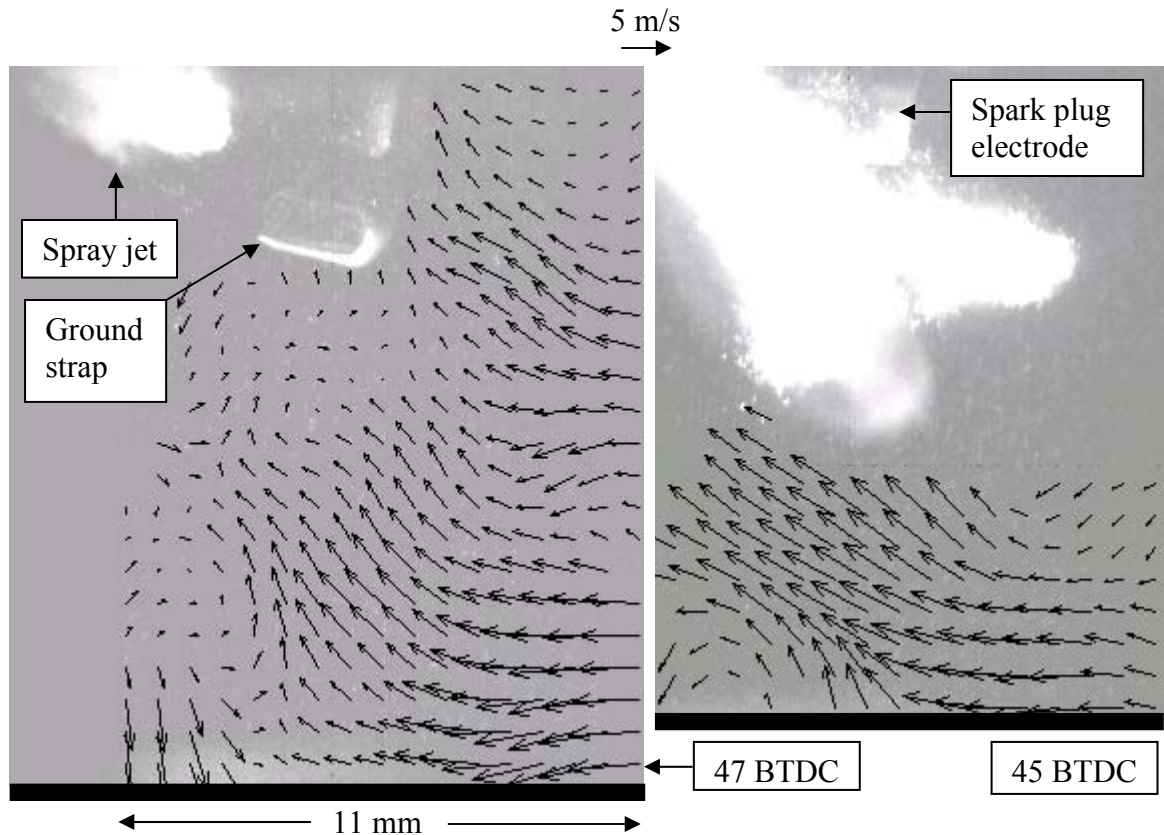 5 m/s
Spark plug
electrode
Spray jet
Ground
strap
47 BTDC
45 BTDC
11 mm